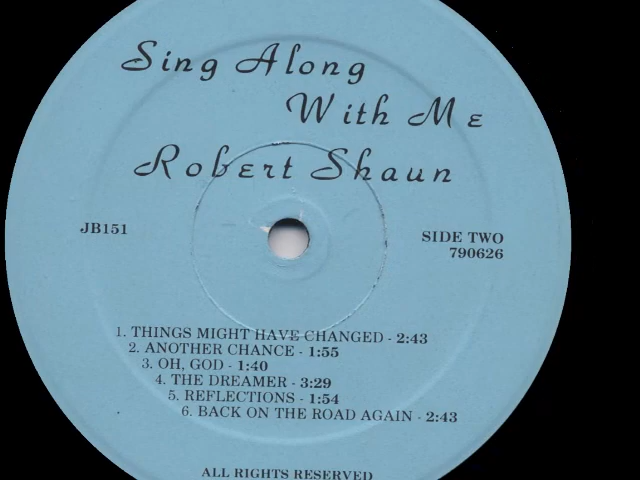 Sing Along
With Me
Robert Shaun
JB151
SIDE TWO
790626
1. THINGS MIGHT HAVE CHANGED - 2:43
2. ANOTHER CHANCE - 1:55
3. OH, GOD - 1:40
4. THE DREAMER - 3:29
5. REFLECTIONS - 1:54
6. BACK ON THE ROAD AGAIN - 2:43
ALL RIGHTS RESERVED